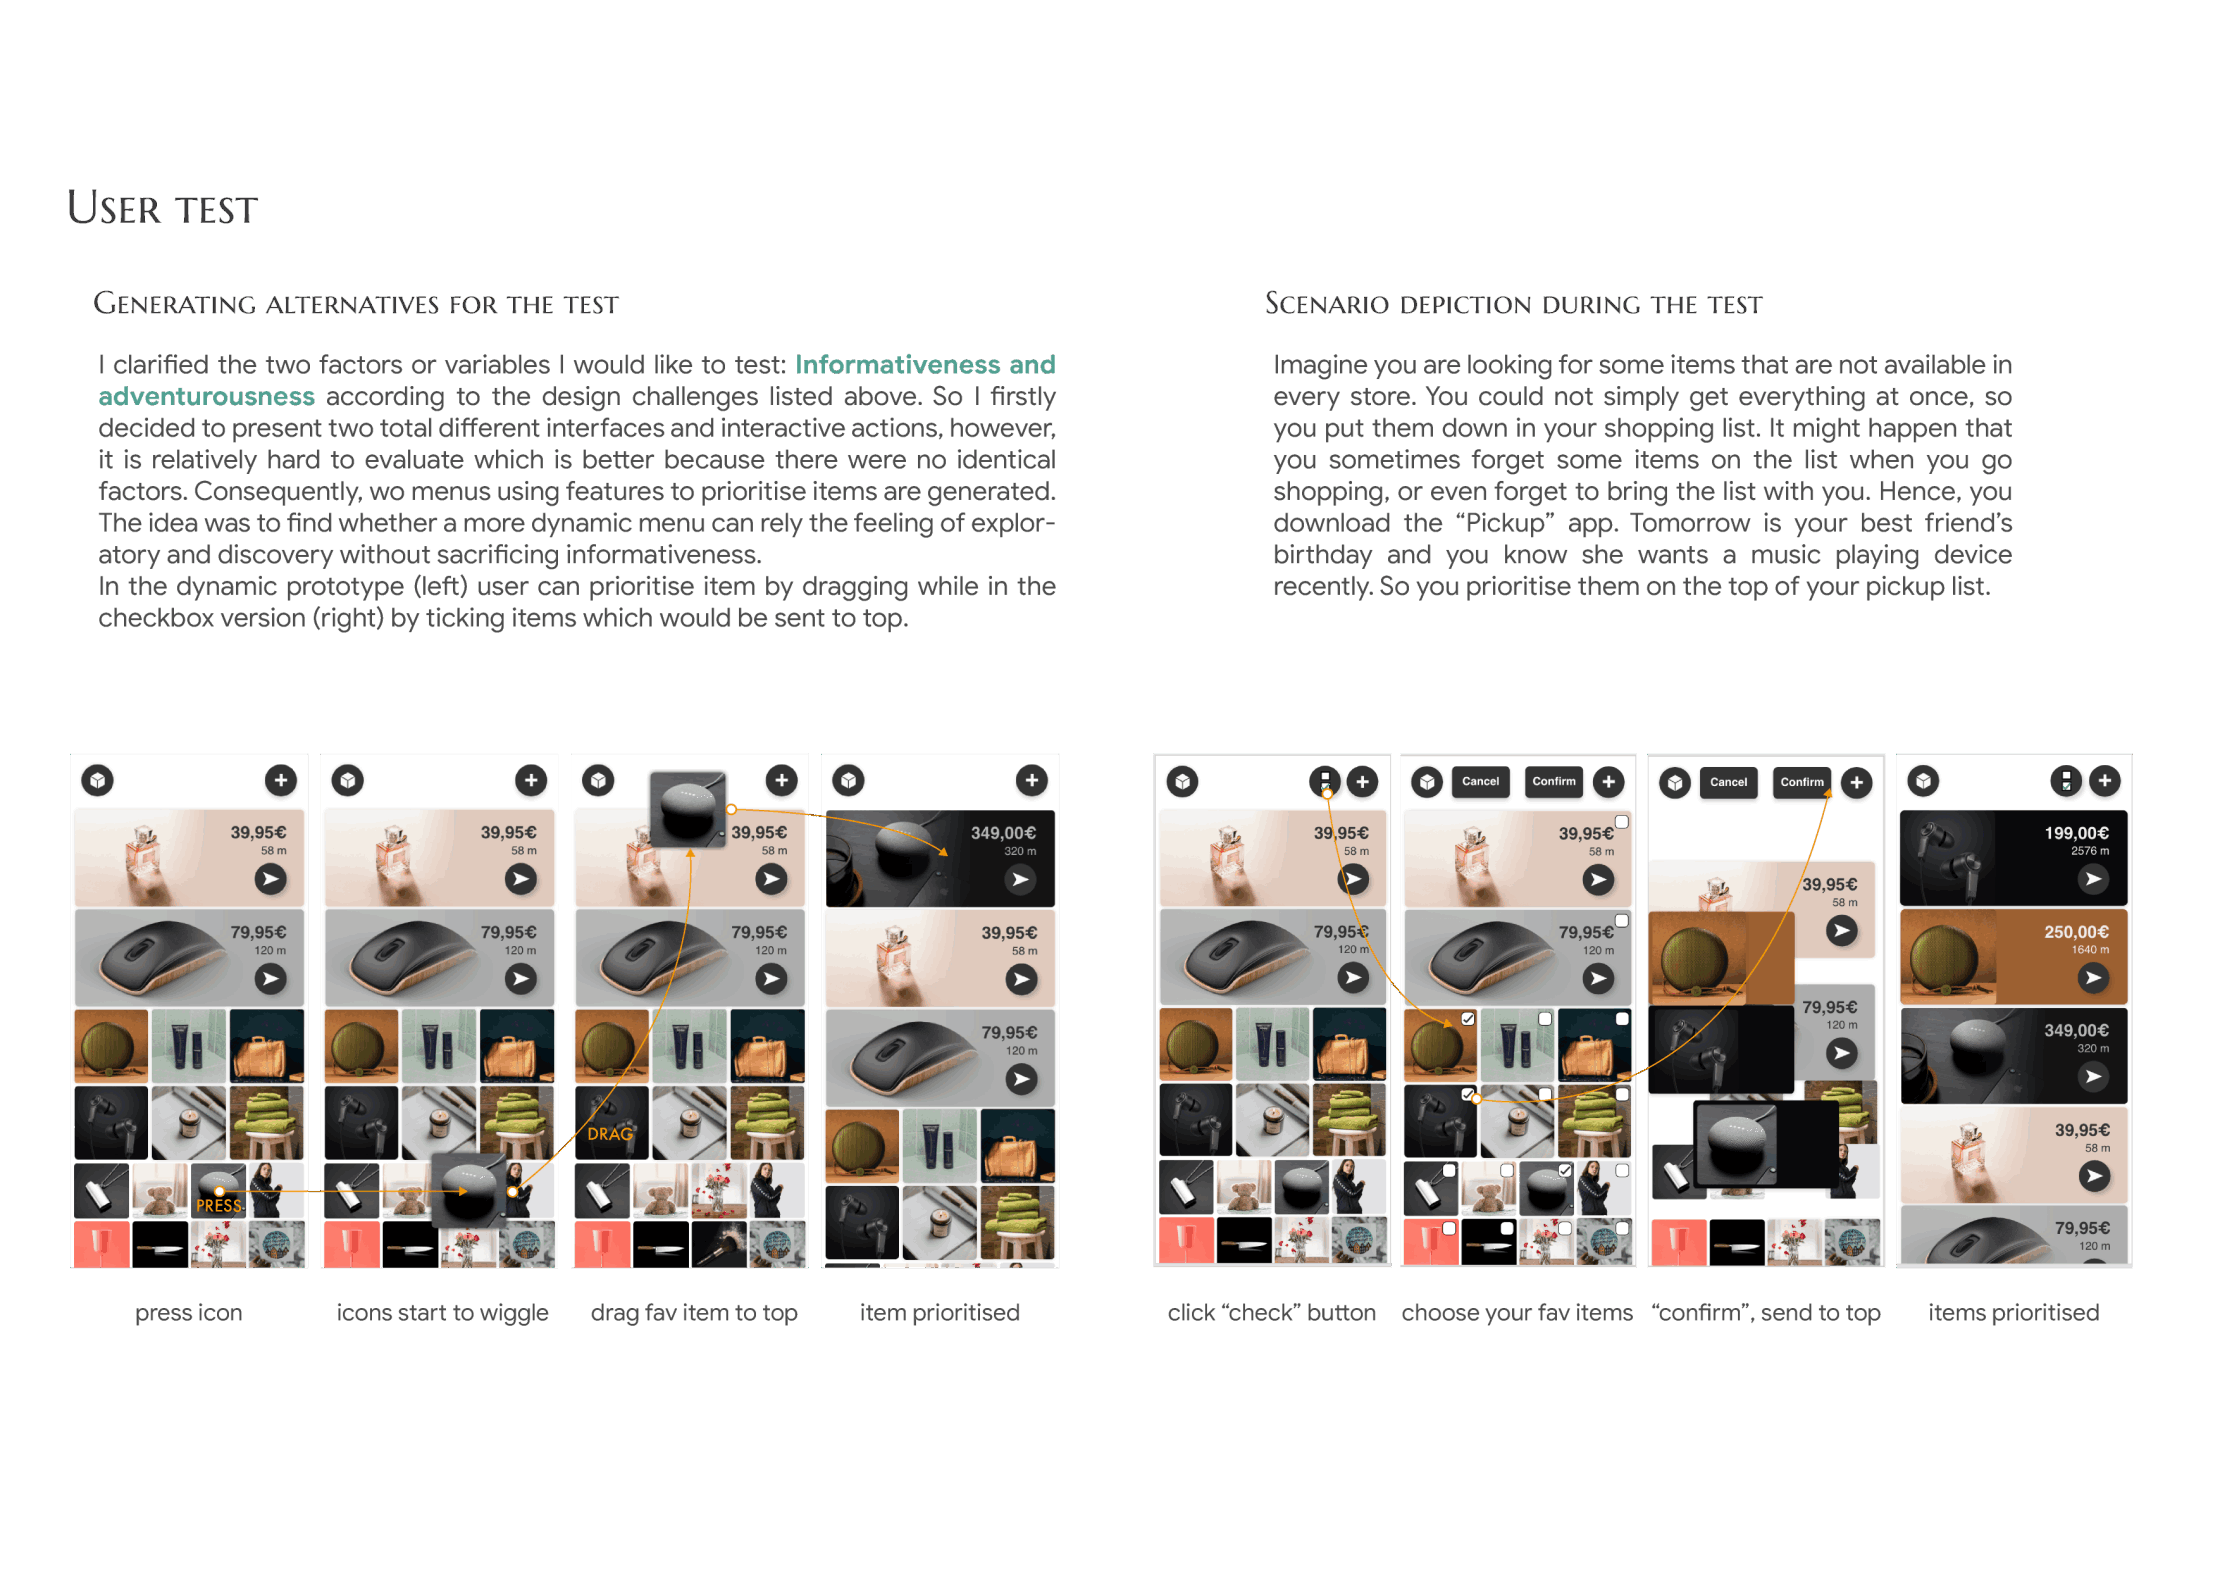 USER TEST
GENERATING ALTERNATIVES FOR THE TEST
I clarified the two factors or variables I would like to test: Informativeness and
adventurousness according to the design challenges listed above. So I firstly
decided to present two total different interfaces and interactive actions, however,
it is relatively hard to evaluate which is better because there were no identical
factors. Consequently, wo menus using features to prioritise items are generated.
The idea was to find whether a more dynamic menu can rely the feeling of explor-
atory and discovery without sacrificing informativeness.
In the dynamic prototype (left) user can prioritise item by dragging while in the
checkbox version (right) by ticking items which would be sent to top.
SCENARIO DEPICTION DURING THE TEST
Imagine you are looking for some items that are not available in
every store. You could not simply get everything at once, so
you put them down in your shopping list. It might happen that
you sometimes forget some items on the list when you go
shopping, or even forget to bring the list with you. Hence, you
download the “Pickup” app. Tomorrow is your best friend’s
birthday and you know she wants a music playing device
recently. So you prioritise them on the top of your pickup list.
39,95€
58 m
79,95€
120 m
PRESS
press icon
39,95€
58 m
79,95€
120 m
icons start to wiggle
39,95€
58 m
79,95€
120 m
DRAG
drag fav item to top
349,00€
320 m
39,95€
58 m
79,95€
120 m
item prioritised
39,95€
58 m
79,95€
120 m
click “check” button
Cancel
Confirm
39,95€
58 m
79,95€
120 m
choose your fav items
Cancel
Confirm
39,95€
58 m
79,95€
120 m
“confirm”, send to top
199,00€
2576 m
250,00€
1640 m
349,00€
320 m
39,95€
58 m
79,95€
120 m
items prioritised